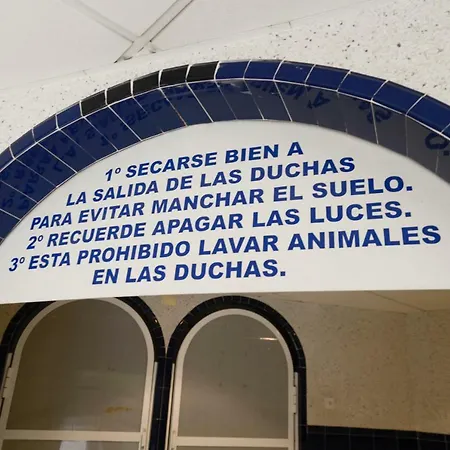 1º SECARSE BIEN A
LA SALIDA DE LAS DUCHAS
PARA EVITAR MANCHAR EL SUELO.
2º RECUERDE APAGAR LAS LUCES.
3º ESTA PROHIBIDO LAVAR ANIMALES
EN LAS DUCHAS.